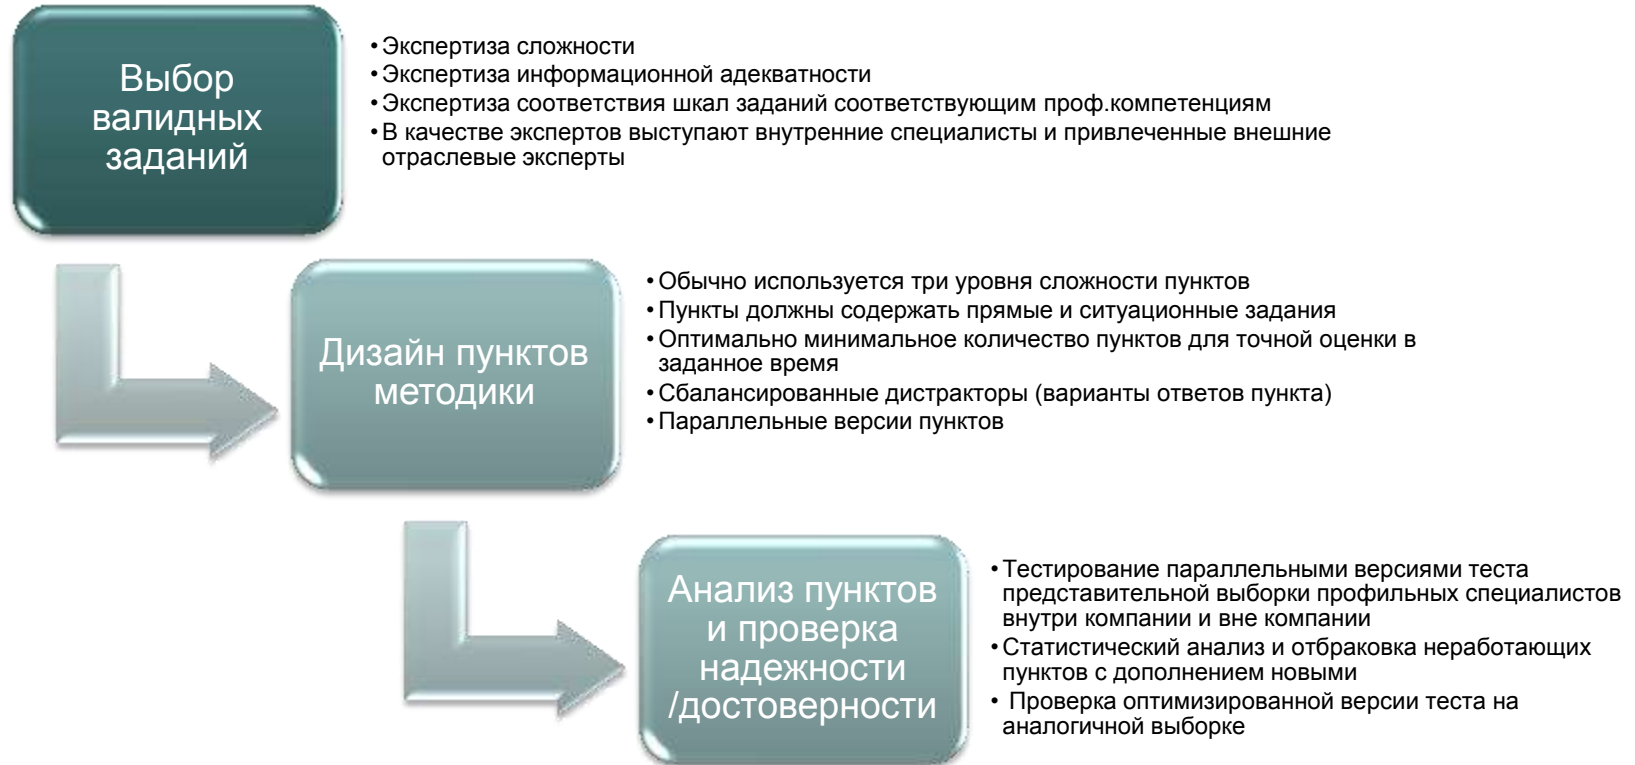 Выбор
валидных
заданий
•Экспертиза сложности
•Экспертиза информационной адекватности
•Экспертиза соответствия шкал заданий соответствующим проф.компетенциям
•В качестве экспертов выступают внутренние специалисты и привлеченные внешние
отраслевые эксперты
Дизайн пунктов
методики
•Обычно используется три уровня сложности пунктов
•Пункты должны содержать прямые и ситуационные задания
•Оптимально минимальное количество пунктов для точной оценки в
заданное время
•Сбалансированные дистракторы (варианты ответов пункта)
•Параллельные версии пунктов
Анализ пунктов
и проверка
надежности
/достоверности
•Тестирование параллельными версиями теста
представительной выборки профильных специалистов
внутри компании и вне компании
•Статистический анализ и отбраковка неработающих
пунктов с дополнением новыми
• Проверка оптимизированной версии теста на
аналогичной выборке